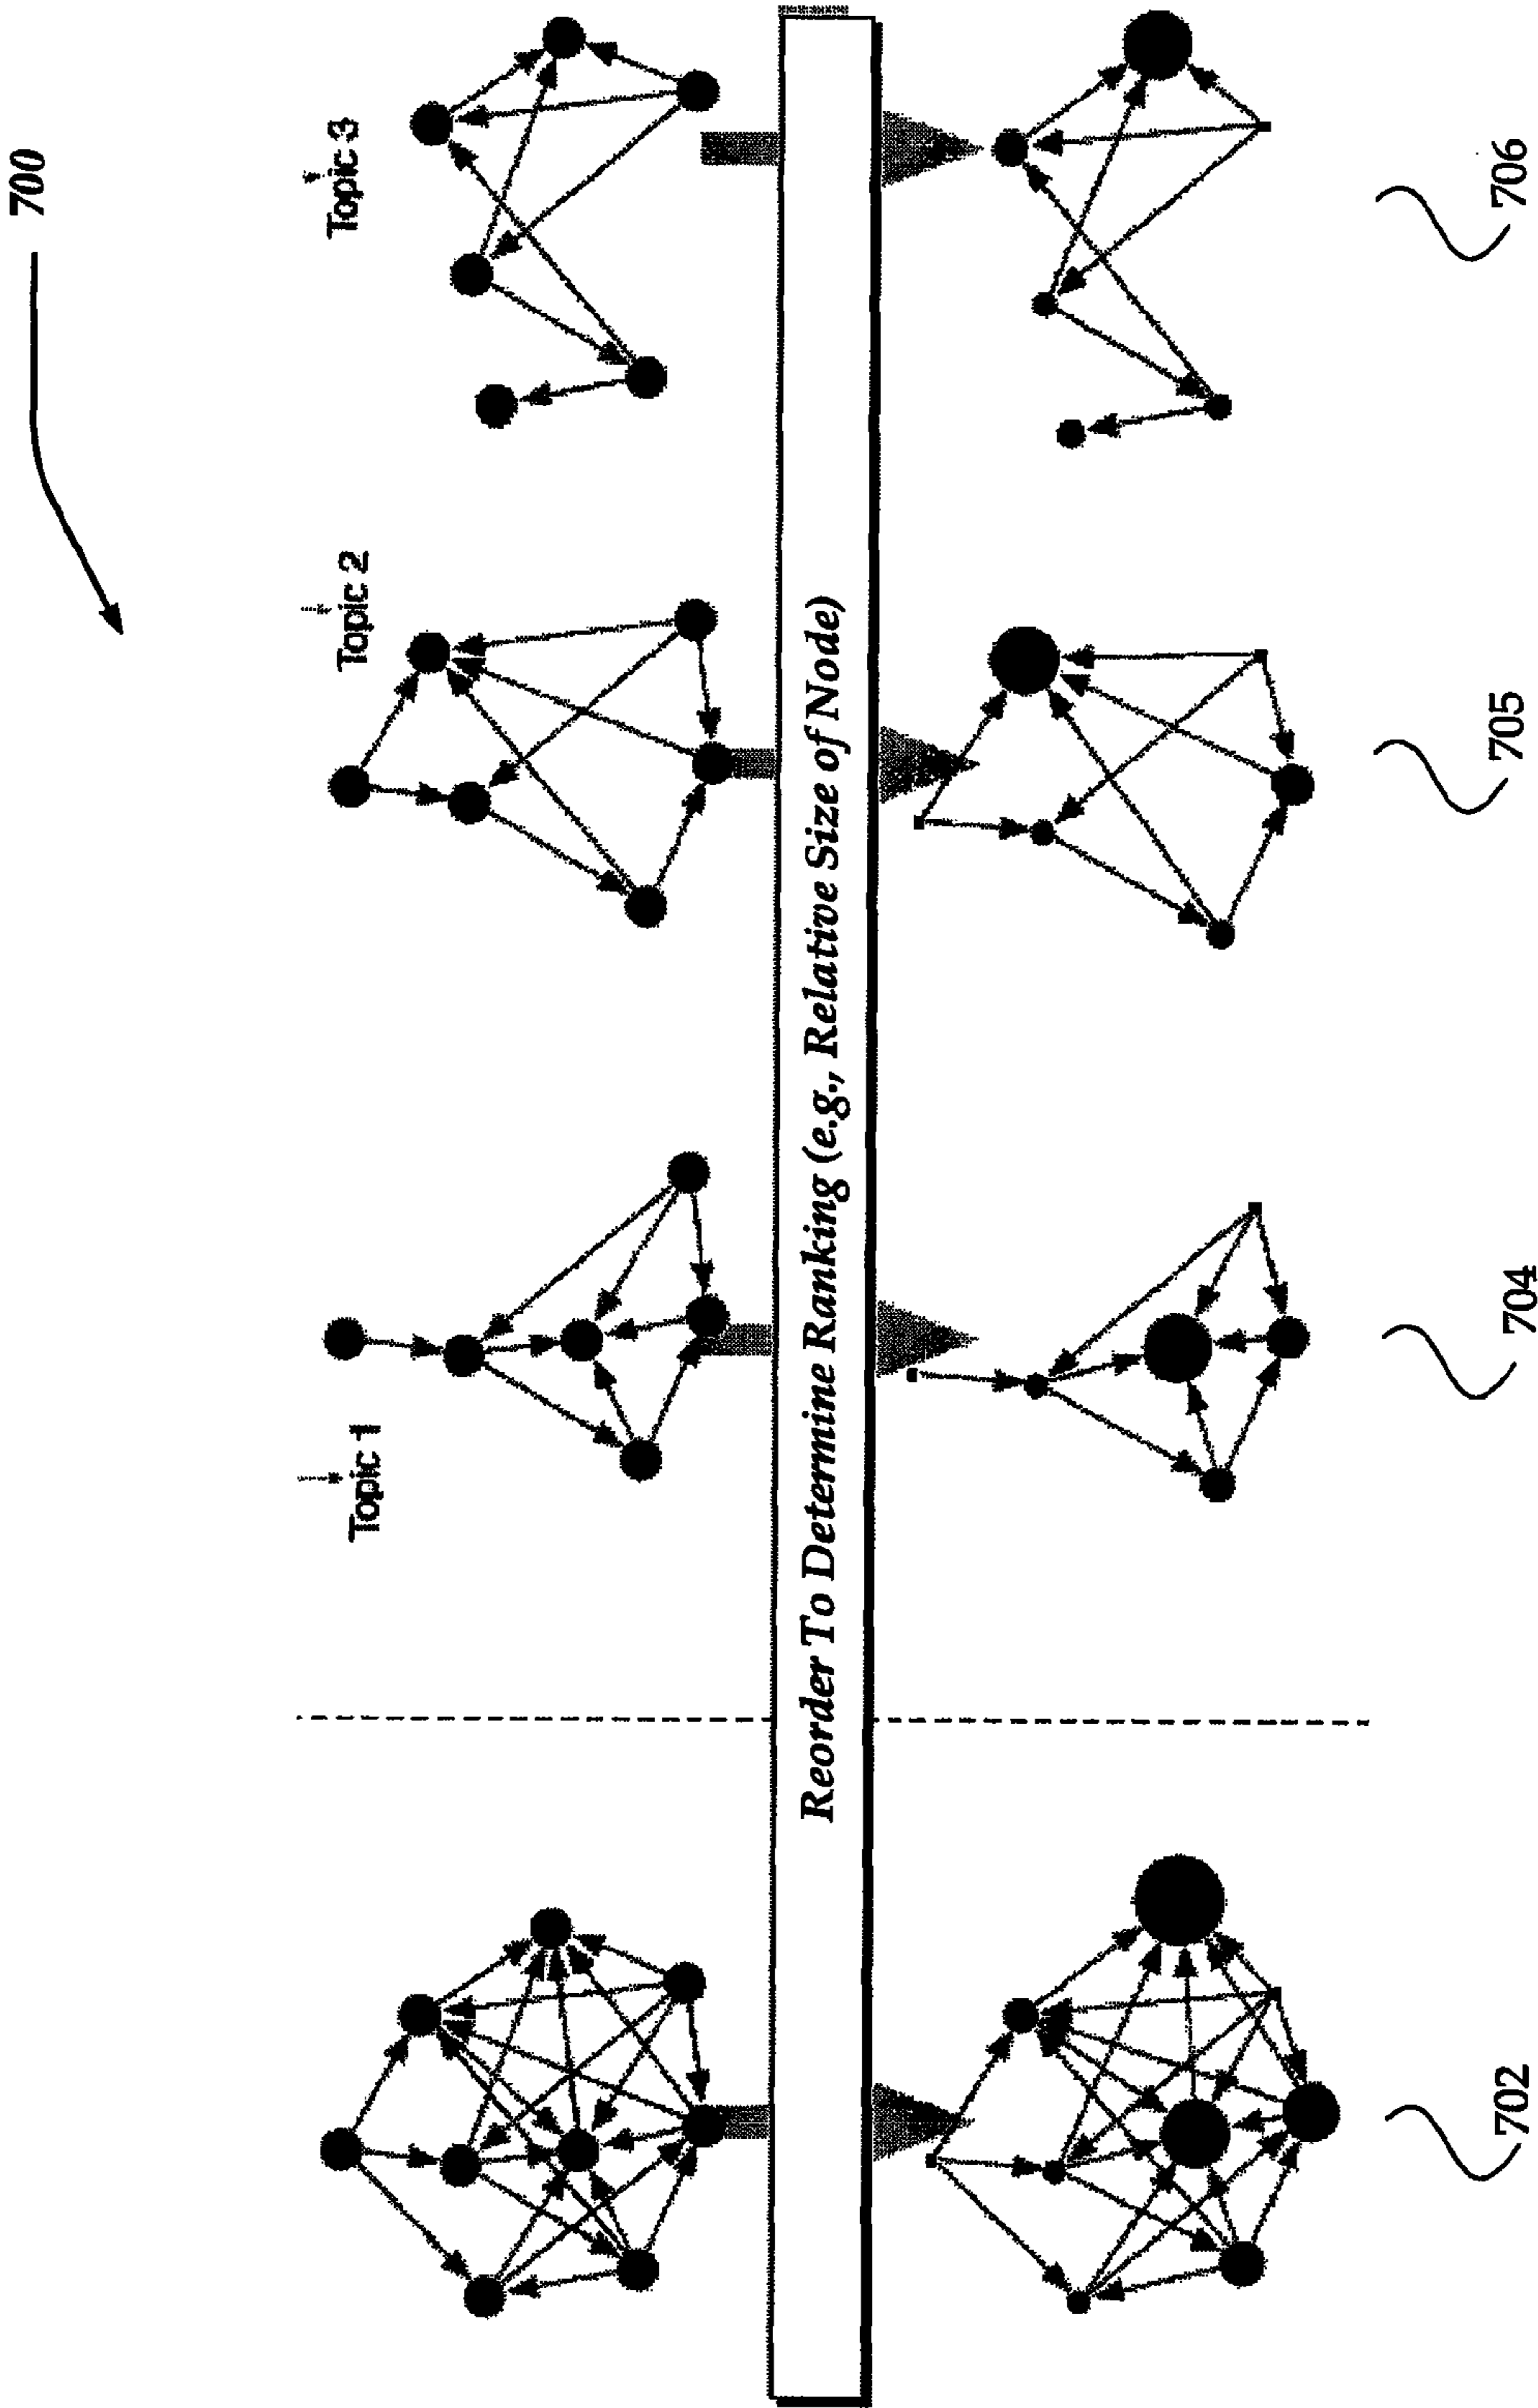 700
Topic 1
Topic 2
Topic 3
Reorder To Determine Ranking (e.g., Relative Size of Node)
702
704
705
706